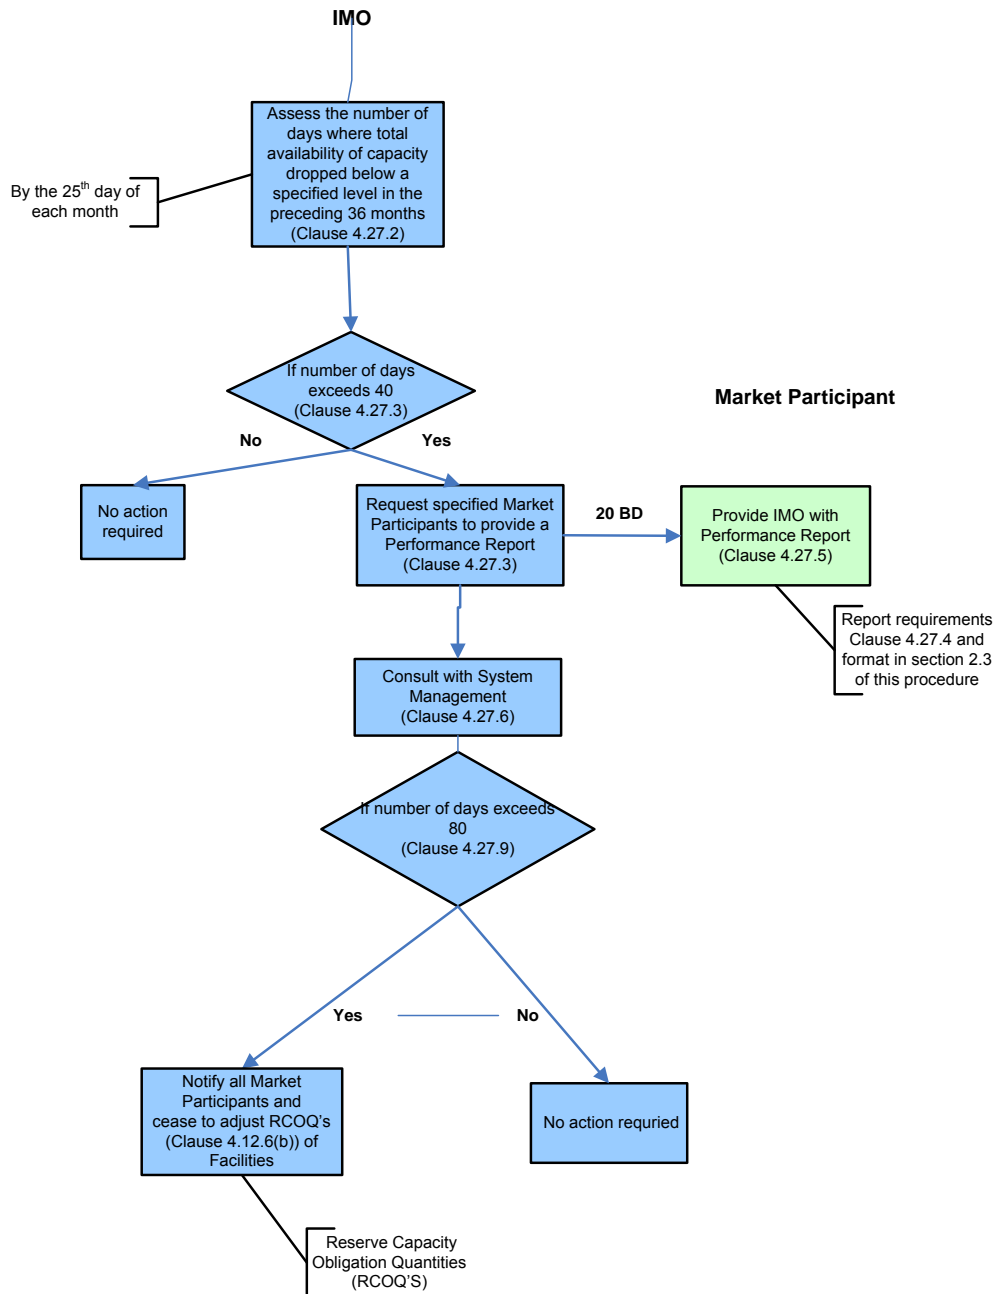 IMO
Assess the number of
days where total
availability of capacity
dropped below a
specified level in the
preceding 36 months
(Clause 4.27.2)
By the 25th day of
each month
If number of days
exceeds 40
(Clause 4.27.3)
Market Participant
No
Yes
No action
required
Request specified Market
Participants to provide a
Performance Report
(Clause 4.27.3)
20 BD
Provide IMO with
Performance Report
(Clause 4.27.5)
Report requirements
Clause 4.27.4 and
format in section 2.3
of this procedure
Consult with System
Management
(Clause 4.27.6)
If number of days exceeds
80
(Clause 4.27.9)
Yes
No
Notify all Market
Participants and
cease to adjust RCOQ's
(Clause 4.12.6(b)) of
Facilities
No action requried
Reserve Capacity
Obligation Quantities
(RCOQ'S)